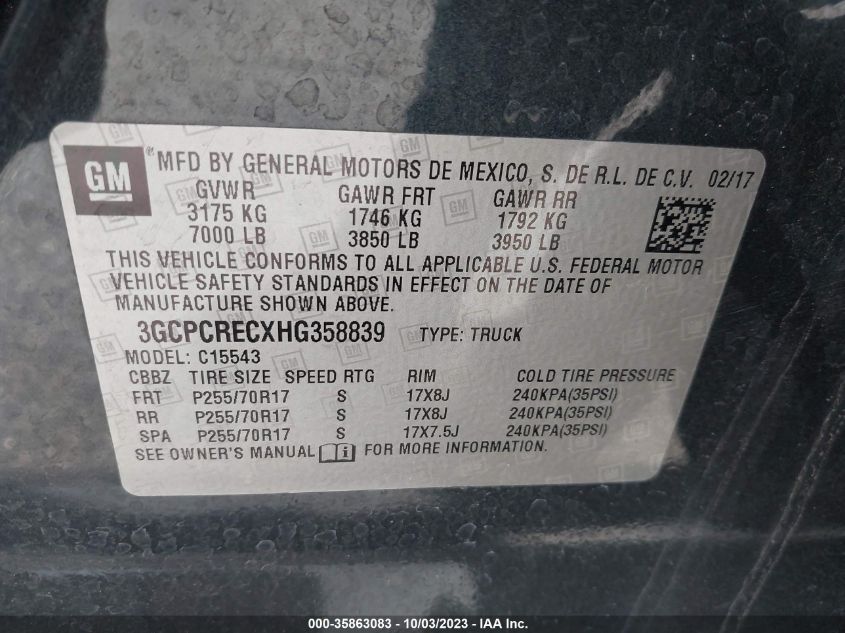 GM ® MFD BY GENERAL MOTORS DE MEXICO, S. DE R.L. DE C.V. 02/17
GVWR GAWR FRT GAWR RR
3175 KG 1746 KG 1792 KG
7000 LB 3850 LB 3950 LB
THIS VEHICLE CONFORMS TO ALL APPLICABLE U.S. FEDERAL MOTOR
VEHICLE SAFETY STANDARDS IN EFFECT ON THE DATE OF
MANUFACTURE SHOWN ABOVE.
3GCPCRECXHG358839 TYPE: TRUCK
MODEL: C15543
CBBZ TIRE SIZE SPEED RTG RIM COLD TIRE PRESSURE
FRT P255/70R17 S 17X8J 240KPA(35PSI)
RR P255/70R17 S 17X8J 240KPA(35PSI)
SPA P255/70R17 S 17X7.5J 240KPA(35PSI)
SEE OWNER'S MANUAL i FOR MORE INFORMATION.
000-35863083 - 10/03/2023 - IAA Inc.